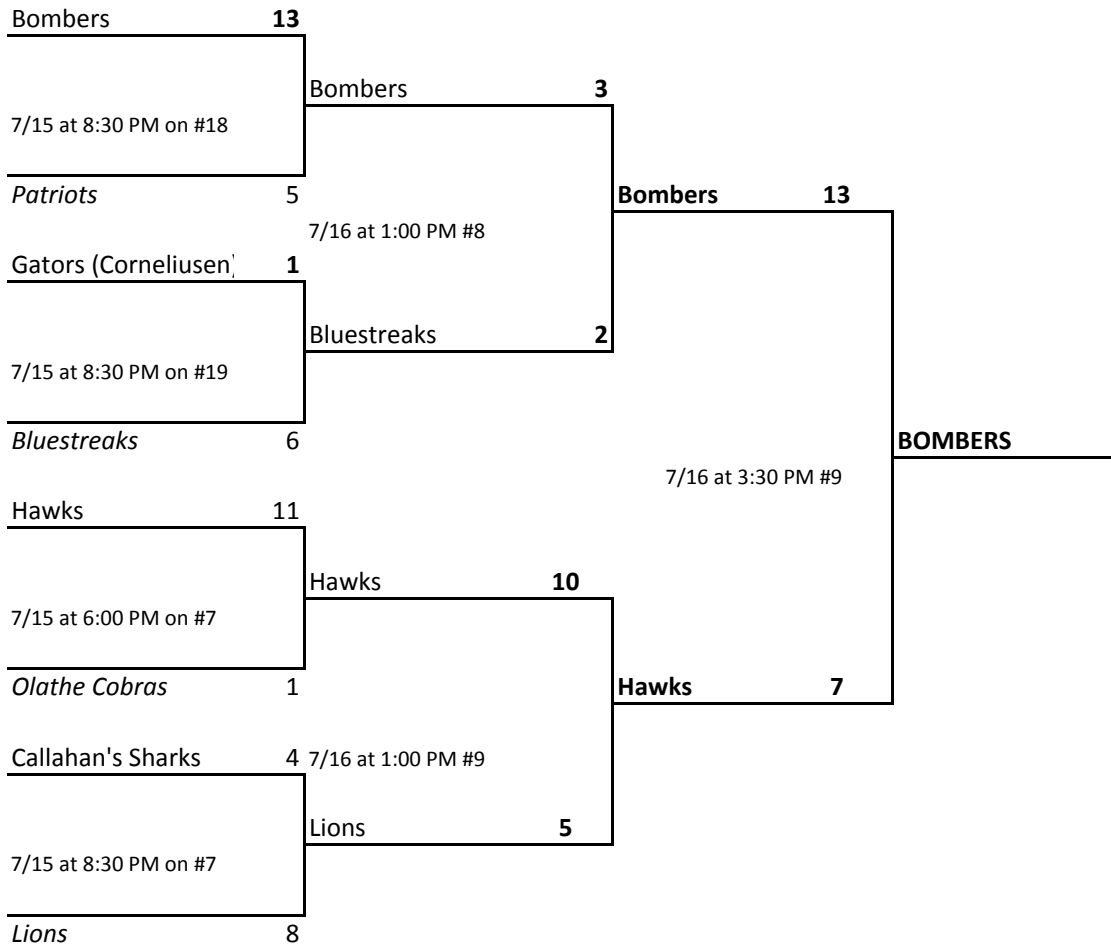 Bombers 13
Bombers 3
7/15 at 8:30 PM on #18
Patriots 5
Bombers 13
7/16 at 1:00 PM #8
Gators (Corneliusen) 1
Bluestreaks 2
7/15 at 8:30 PM on #19
Bluestreaks 6
BOMBERS
7/16 at 3:30 PM #9
Hawks 11
Hawks 10
7/15 at 6:00 PM on #7
Olathe Cobras 1
Hawks 7
Callahan's Sharks 4
7/16 at 1:00 PM #9
Lions 5
7/15 at 8:30 PM on #7
Lions 8